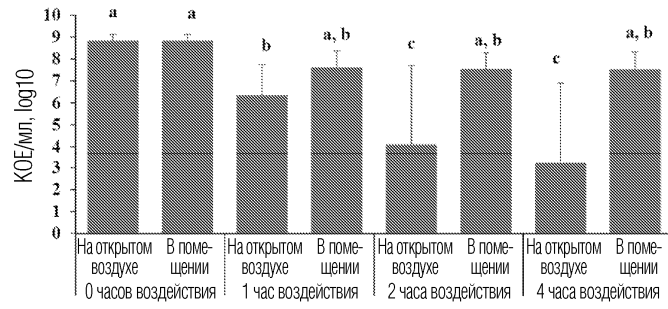 10
9
8
7
6
5
4
3
2
1
0
КОЕ/мл, log10
a
a
b
a, b
c
a, b
c
a, b
На открытом воздухе
В поме-
щении
На открытом воздухе
В поме-
щении
На открытом воздухе
В поме-
щении
На открытом воздухе
В поме-
щении
0 часов воздействия
1 час воздействия
2 часа воздействия
4 часа воздействия